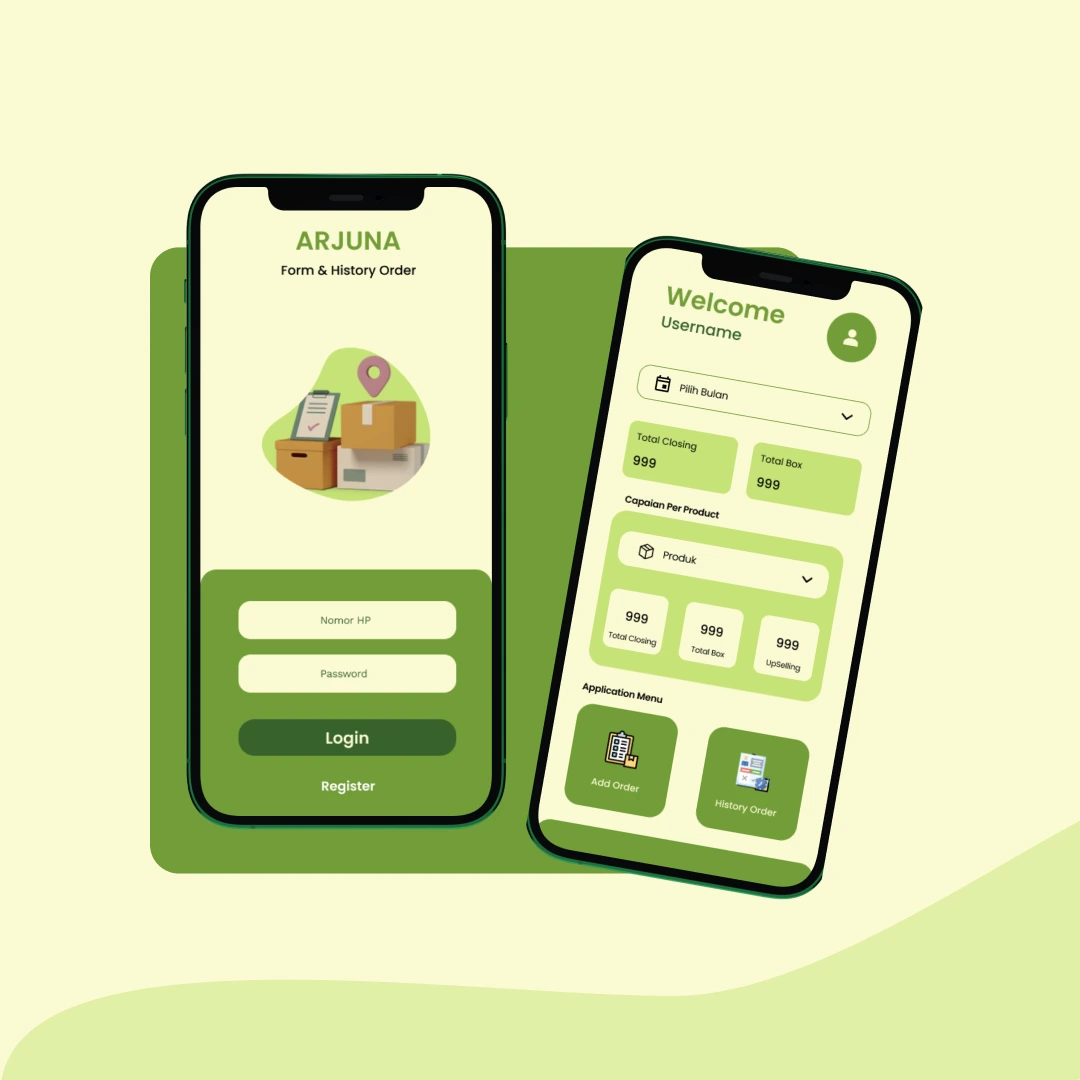 ARJUNA
Form & History Order
Nomor HP
Password
Login
Register
Welcome
Username
Pilih Bulan
Total Closing
999
Total Box
999
Capaian Per Product
Produk
999
Total Closing
999
Total Box
999
UpSelling
Application Menu
Add Order
History Order